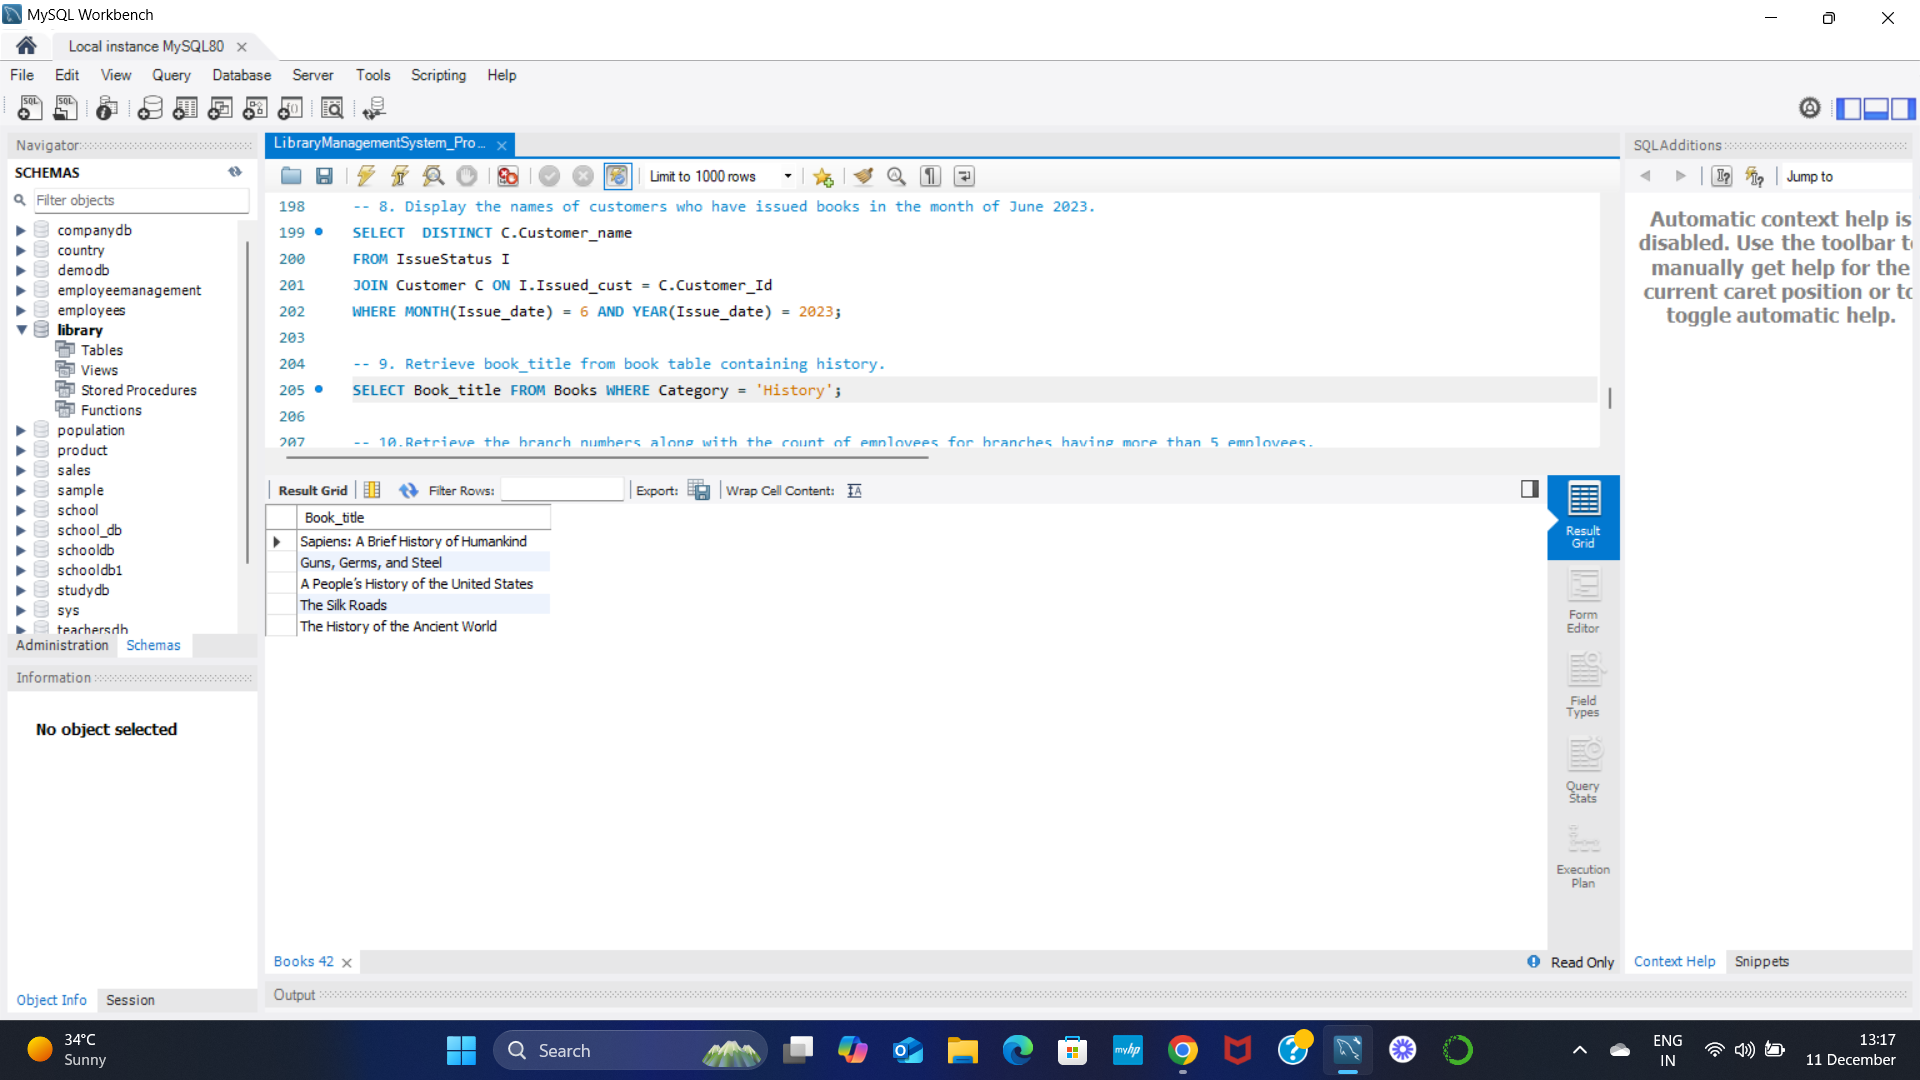 MySQL Workbench
Local instance MySQL80
File Edit View Query Database Server Tools Scripting Help
Navigator
SCHEMAS
Filter objects
companydb
country
demodb
employeemanagement
employees
library
Tables
Views
Stored Procedures
Functions
population
product
sales
sample
school
school_db
schooldb
schooldb1
studydb
sys
teachersdb
Administration Schemas
Information
No object selected
Object Info Session
LibraryManagementSystem_Pro...
Limit to 1000 rows
198 -- 8. Display the names of customers who have issued books in the month of June 2023.
199 SELECT DISTINCT C.Customer_name
200 FROM IssueStatus I
201 JOIN Customer C ON I.Issued_cust = C.Customer_Id
202 WHERE MONTH(Issue_date) = 6 AND YEAR(Issue_date) = 2023;
203
204 -- 9. Retrieve book_title from book table containing history.
205 SELECT Book_title FROM Books WHERE Category = 'History';
206
207 -- 10.Retrieve the branch numbers along with the count of employees for branches having more than 5 employees.
Result Grid Filter Rows: Export: Wrap Cell Content:
Book_title
Sapiens: A Brief History of Humankind
Guns, Germs, and Steel
A People’s History of the United States
The Silk Roads
The History of the Ancient World
Result
Grid
Form
Editor
Field
Types
Query
Stats
Execution
Plan
Books 42
Read Only
Output
SQLAdditions
Jump to
Automatic context help is
disabled. Use the toolbar to
manually get help for the
current caret position or to
toggle automatic help.
Context Help Snippets
34°C
Sunny
Search
myhp
ENG
IN
13:17
11 December